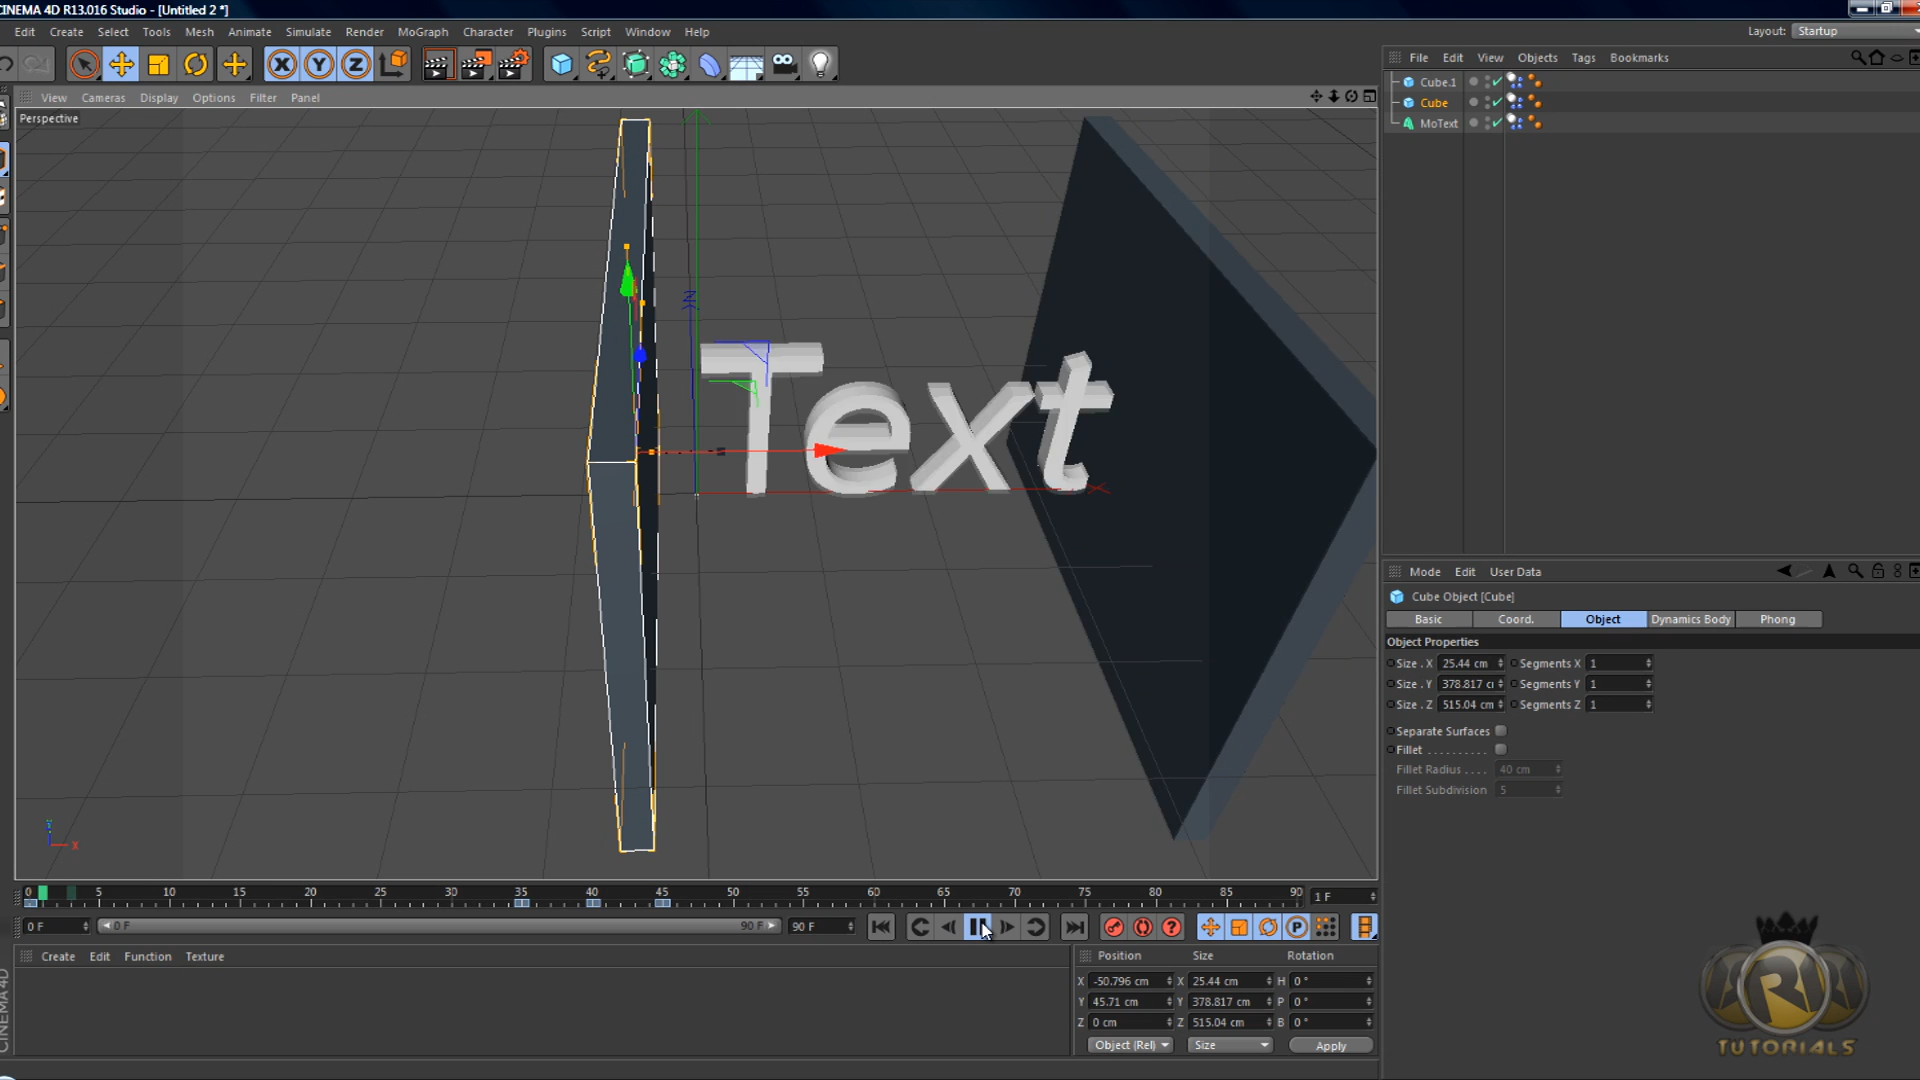 CINEMA 4D R13.016 Studio - [Untitled 2 *]
Edit Create Select Tools Mesh Animate Simulate Render MoGraph Character Plugins Script Window Help
Layout: Startup
X Y Z
File Edit View Objects Tags Bookmarks
View Cameras Display Options Filter Panel
Perspective
Cube.1
Cube
MoText
Text
Mode Edit User Data
Cube Object [Cube]
Basic Coord. Object Dynamics Body Phong
Object Properties
Size . X 25.44 cm Segments X 1
Size . Y 378.817 c Segments Y 1
Size . Z 515.04 cm Segments Z 1
Separate Surfaces
Fillet . . . . . . . . . .
Fillet Radius . . . . 40 cm
Fillet Subdivision 5
X
0 5 10 15 20 25 30 35 40 45 50 55 60 65 70 75 80 85 90 1 F
0 F 0 F 90 F 90 F
P
Create Edit Function Texture
Position Size Rotation
X -50.796 cm X 25.44 cm H 0 °
Y 45.71 cm Y 378.817 cm P 0 °
Z 0 cm Z 515.04 cm B 0 °
Object (Rel) Size Apply
CINEMA 4D
R
TUTORIALS